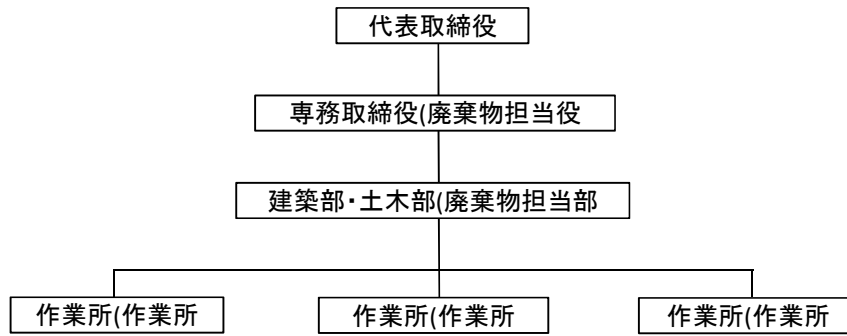 代表取締役
専務取締役(廃棄物担当役
建築部・土木部(廃棄物担当部
作業所(作業所
作業所(作業所
作業所(作業所